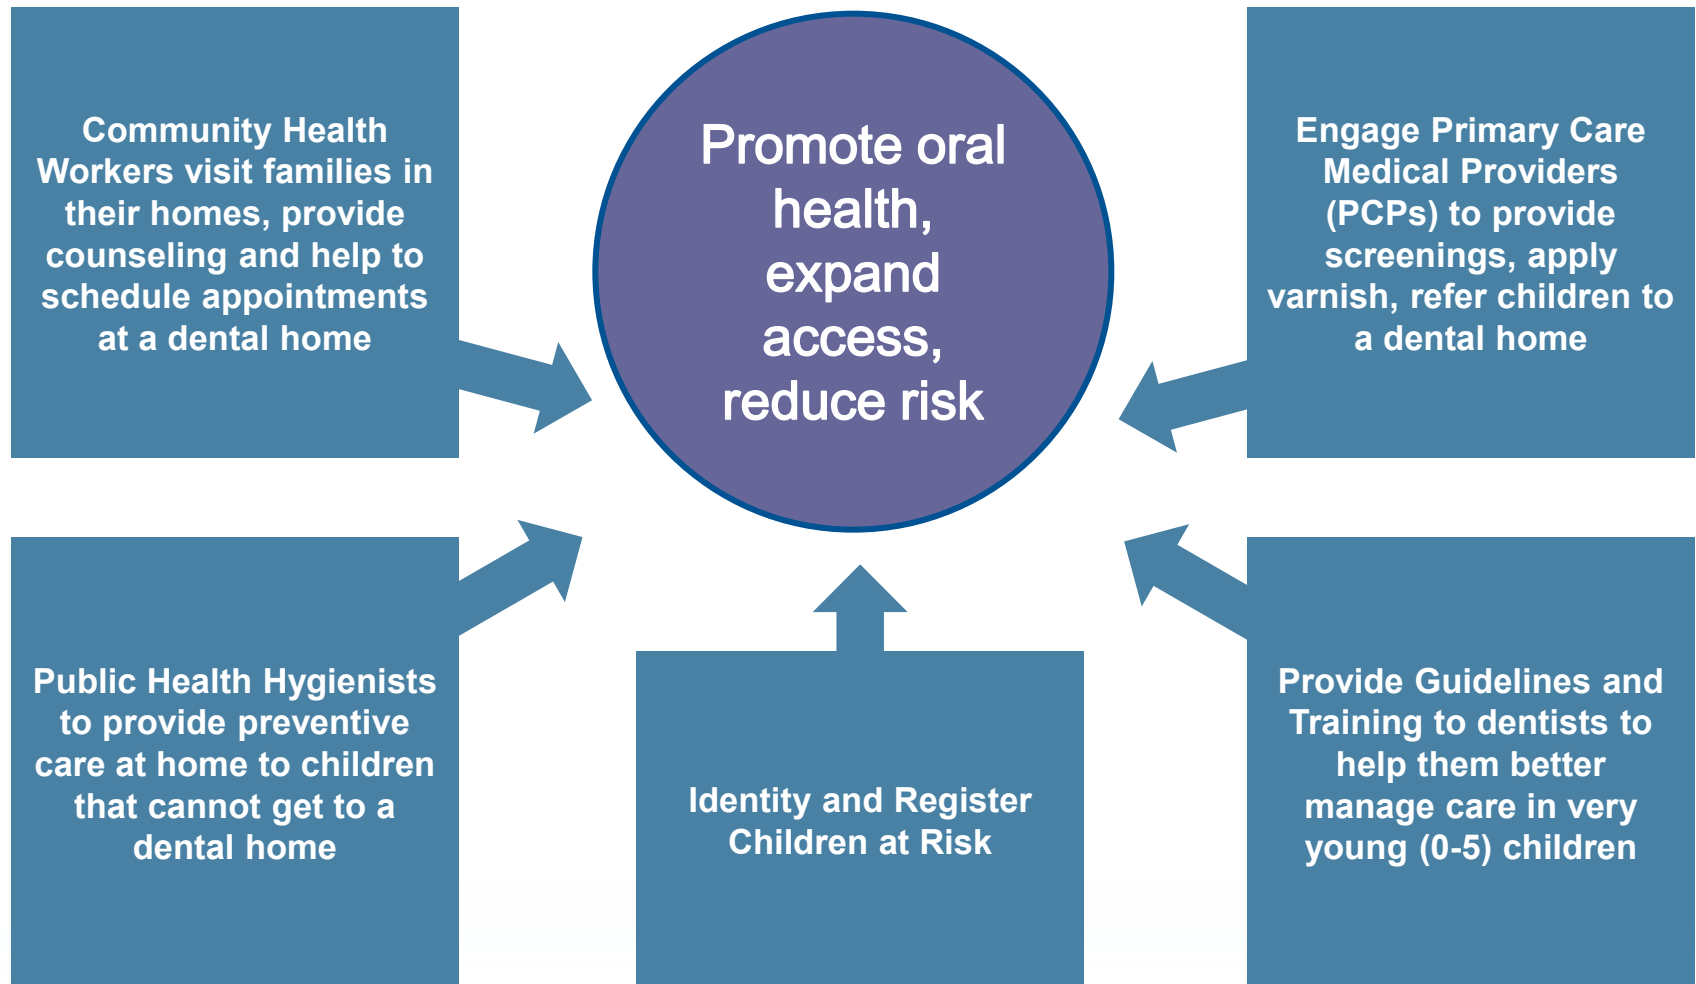 Community Health
Workers visit families in
their homes, provide
counseling and help to
schedule appointments
at a dental home
Promote oral
health,
expand
access,
reduce risk
Engage Primary Care
Medical Providers
(PCPs) to provide
screenings, apply
varnish, refer children to
a dental home
Public Health Hygienists
to provide preventive
care at home to children
that cannot get to a
dental home
Identity and Register
Children at Risk
Provide Guidelines and
Training to dentists to
help them better
manage care in very
young (0-5) children